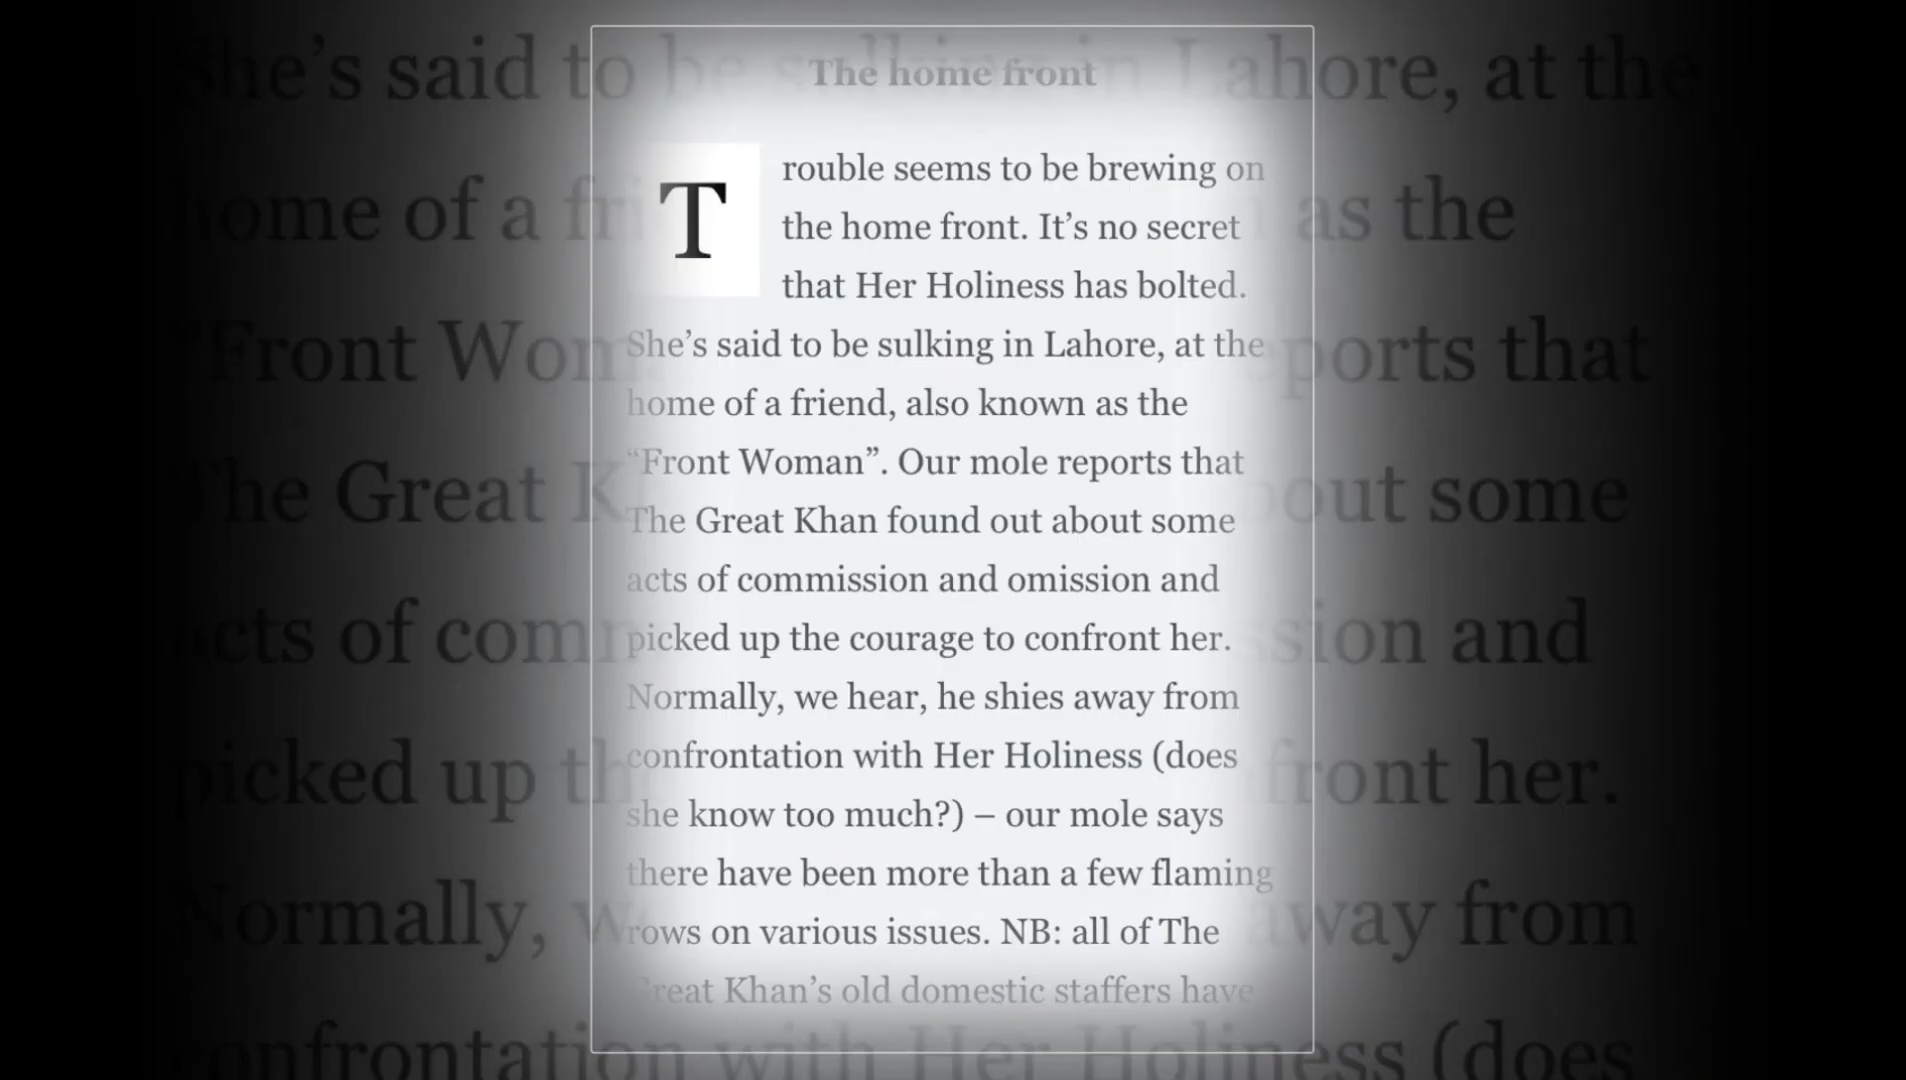 The home front
Trouble seems to be brewing on
the home front. It’s no secret
that Her Holiness has bolted.
She’s said to be sulking in Lahore, at the
home of a friend, also known as the
“Front Woman”. Our mole reports that
The Great Khan found out about some
acts of commission and omission and
picked up the courage to confront her.
Normally, we hear, he shies away from
confrontation with Her Holiness (does
she know too much?) – our mole says
there have been more than a few flaming
rows on various issues. NB: all of The
Great Khan’s old domestic staffers have